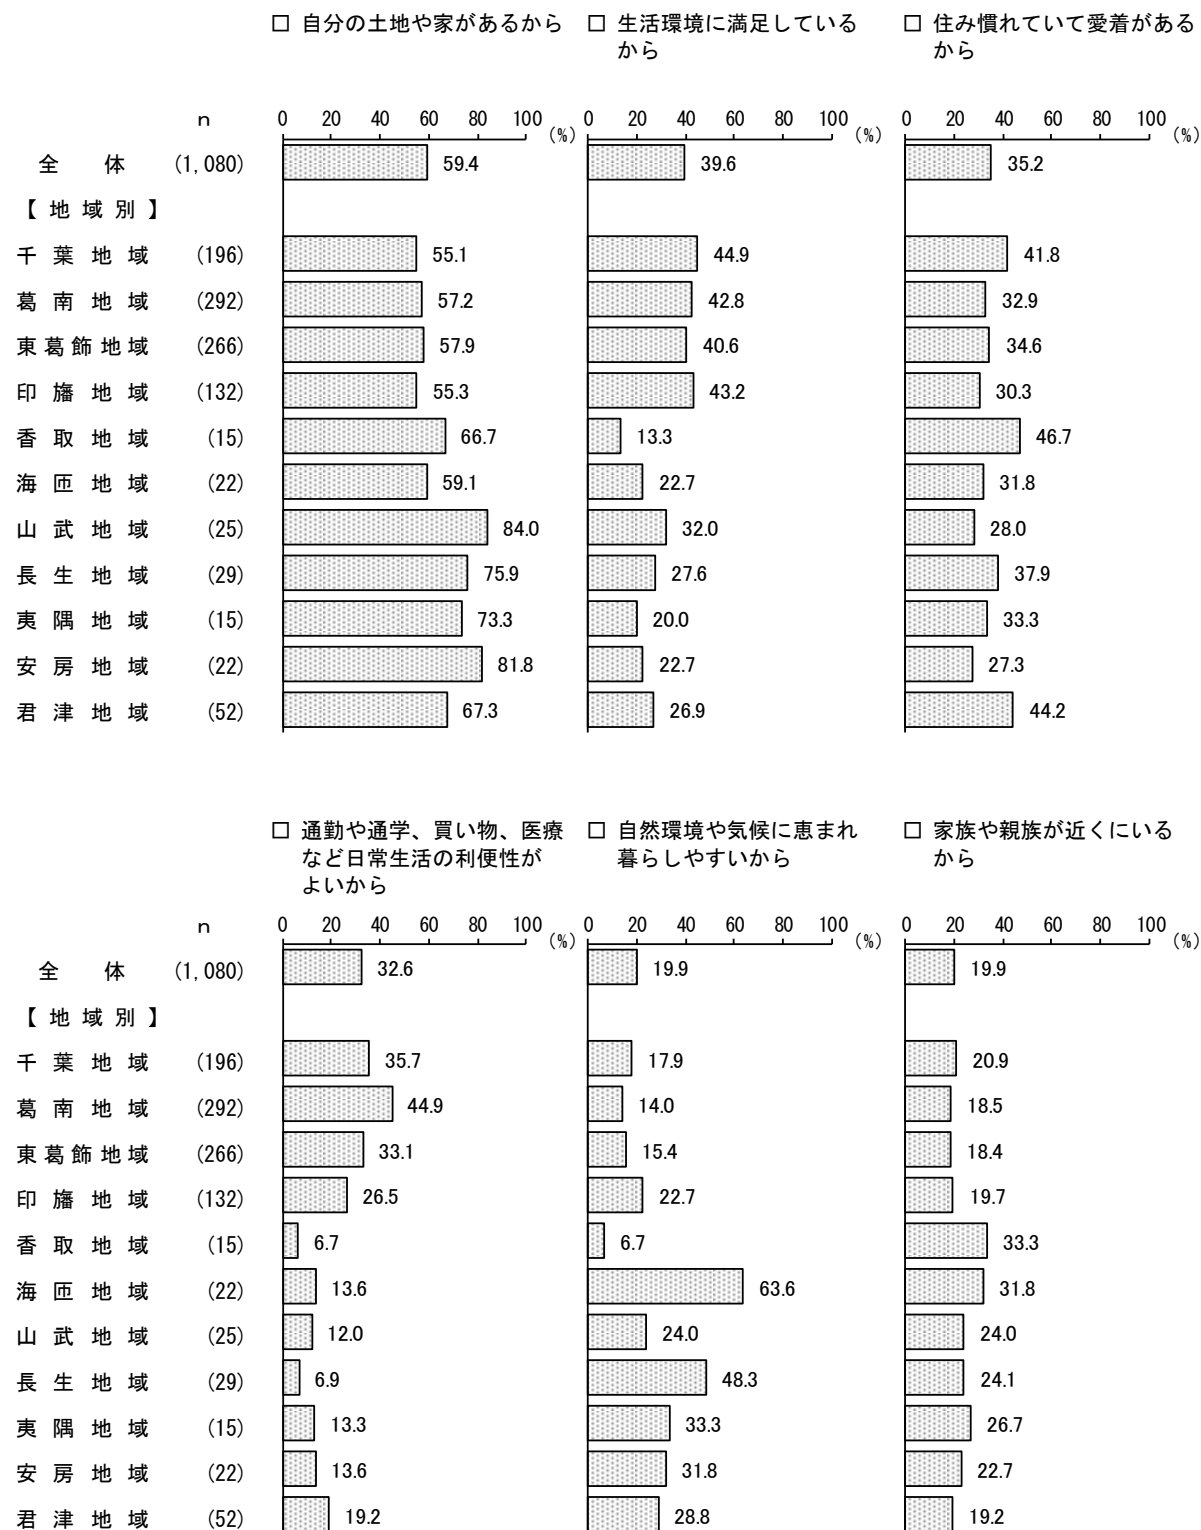 □ 自分の土地や家があるから □ 生活環境に満足している □ 住み慣れていて愛着がある
から から
n 0 20 40 60 80 100 (%) 0 20 40 60 80 100 (%) 0 20 40 60 80 100 (%)
全体 (1,080) 59.4 39.6 35.2
【地域別】
千葉地域 (196) 55.1 44.9 41.8
葛南地域 (292) 57.2 42.8 32.9
東葛飾地域 (266) 57.9 40.6 34.6
印旛地域 (132) 55.3 43.2 30.3
香取地域 (15) 66.7 13.3 46.7
海匝地域 (22) 59.1 22.7 31.8
山武地域 (25) 84.0 32.0 28.0
長生地域 (29) 75.9 27.6 37.9
夷隅地域 (15) 73.3 20.0 33.3
安房地域 (22) 81.8 22.7 27.3
君津地域 (52) 67.3 26.9 44.2
□ 通勤や通学、買い物、医療 □ 自然環境や気候に恵まれ □ 家族や親族が近くにいる
など日常生活の利便性が 暮らしやすいから から
よいから
n 0 20 40 60 80 100 (%) 0 20 40 60 80 100 (%) 0 20 40 60 80 100 (%)
全体 (1,080) 32.6 19.9 19.9
【地域別】
千葉地域 (196) 35.7 17.9 20.9
葛南地域 (292) 44.9 14.0 18.5
東葛飾地域 (266) 33.1 15.4 18.4
印旛地域 (132) 26.5 22.7 19.7
香取地域 (15) 6.7 6.7 33.3
海匝地域 (22) 13.6 63.6 31.8
山武地域 (25) 12.0 24.0 24.0
長生地域 (29) 6.9 48.3 24.1
夷隅地域 (15) 13.3 33.3 26.7
安房地域 (22) 13.6 31.8 22.7
君津地域 (52) 19.2 28.8 19.2